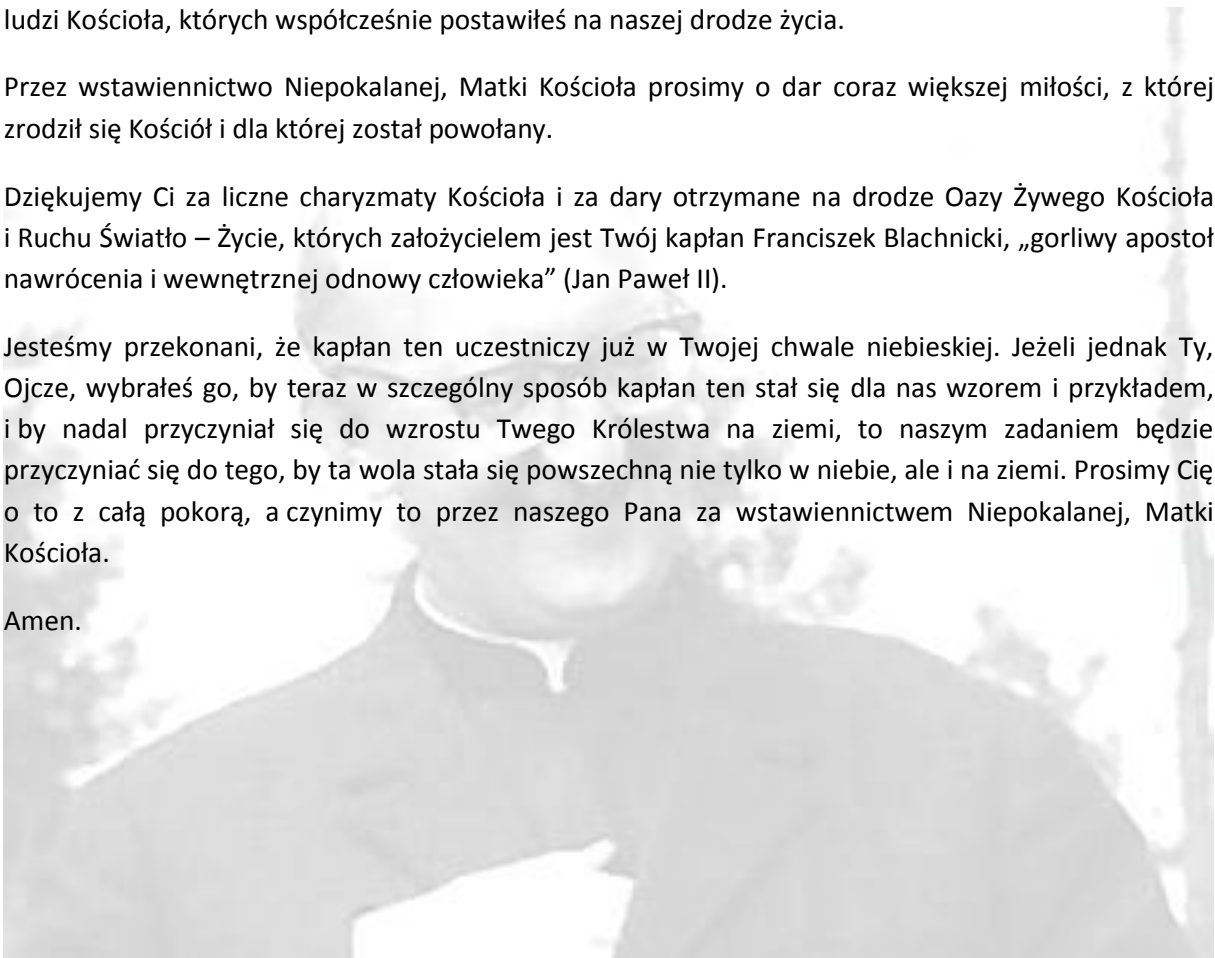 ludzi Kościoła, których współcześnie postawiłeś na naszej drodze życia.
Przez wstawiennictwo Niepokalanej, Matki Kościoła prosimy o dar coraz większej miłości, z której
zrodził się Kościół i dla której został powołany.
Dziękujemy Ci za liczne charyzmaty Kościoła i za dary otrzymane na drodze Oazy Żywego Kościoła
i Ruchu Światło – Życie, których założycielem jest Twój kapłan Franciszek Blachnicki, „gorliwy apostoł
nawrócenia i wewnętrznej odnowy człowieka” (Jan Paweł II).
Jesteśmy przekonani, że kapłan ten uczestniczy już w Twojej chwale niebieskiej. Jeżeli jednak Ty,
Ojcze, wybrałeś go, by teraz w szczególny sposób kapłan ten stał się dla nas wzorem i przykładem,
i by nadal przyczyniał się do wzrostu Twego Królestwa na ziemi, to naszym zadaniem będzie
przyczyniać się do tego, by ta wola stała się powszechną nie tylko w niebie, ale i na ziemi. Prosimy Cię
o to z całą pokorą, a czynimy to przez naszego Pana za wstawiennictwem Niepokalanej, Matki
Kościoła.
Amen.